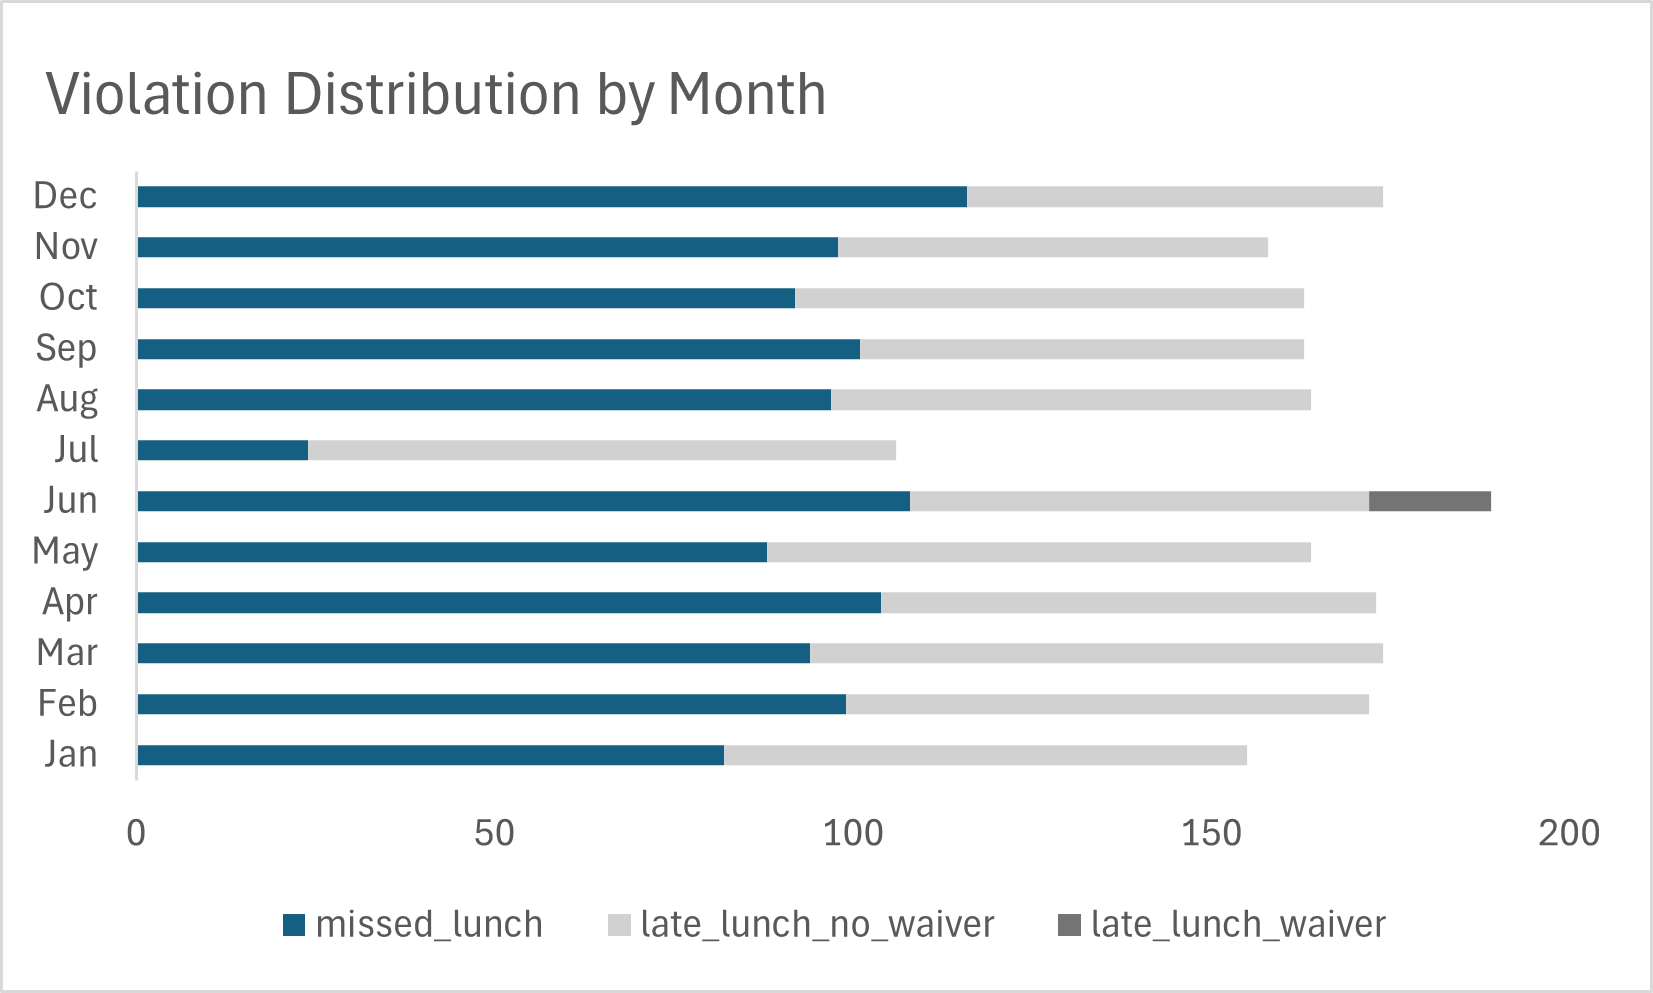 Violation Distribution by Month
Dec
Nov
Oct
Sep
Aug
Jul
Jun
May
Apr
Mar
Feb
Jan
0 50 100 150 200
missed_lunch late_lunch_no_waiver late_lunch_waiver